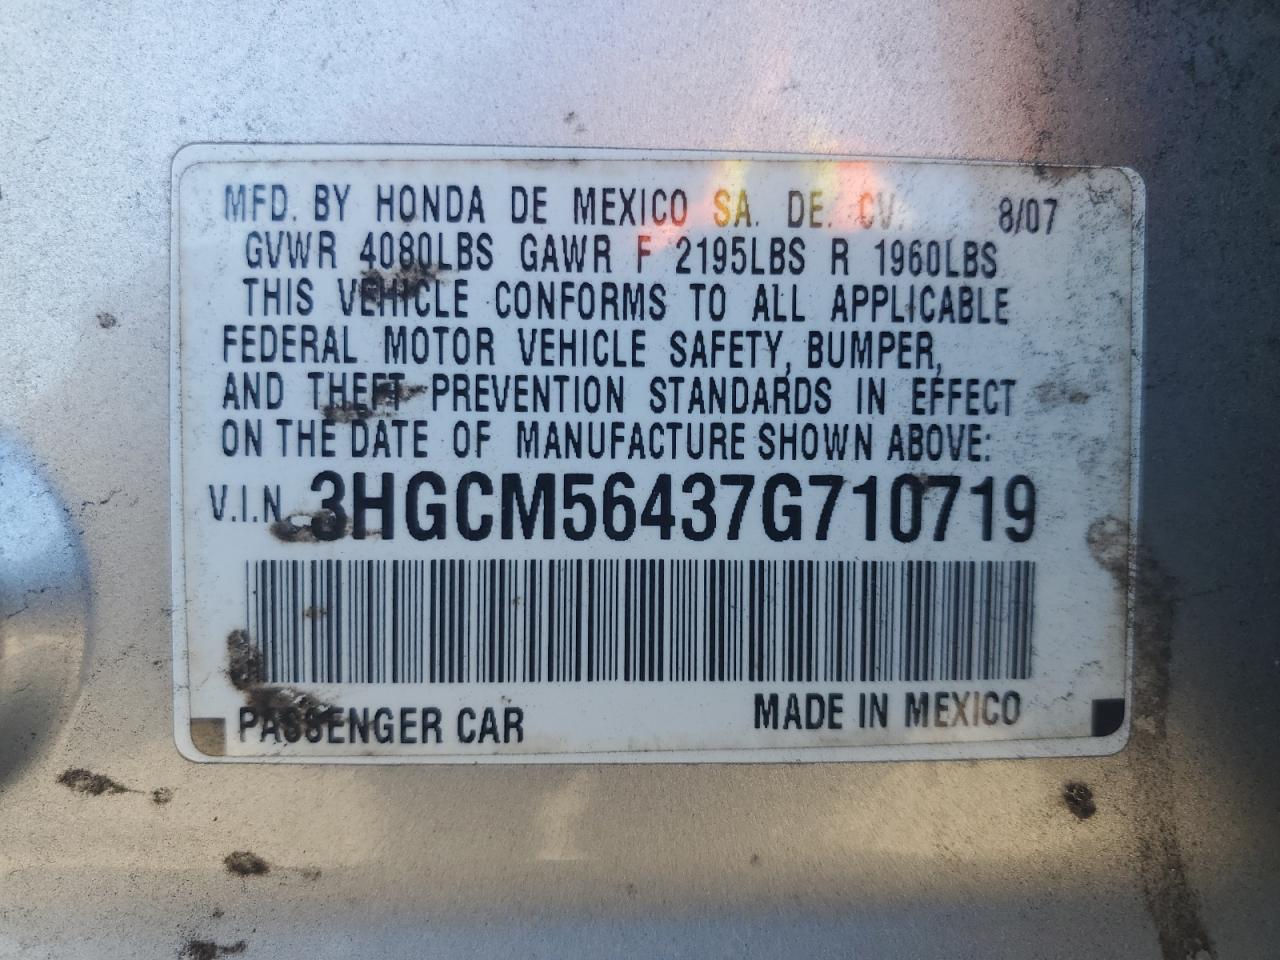 MFD. BY HONDA DE MEXICO SA. DE. CV. 8/07
GVWR 4080LBS GAWR F 2195LBS R 1960LBS
THIS VEHICLE CONFORMS TO ALL APPLICABLE
FEDERAL MOTOR VEHICLE SAFETY, BUMPER,
AND THEFT PREVENTION STANDARDS IN EFFECT
ON THE DATE OF MANUFACTURE SHOWN ABOVE:
V.I.N. 3HGCM56437G710719
PASSENGER CAR MADE IN MEXICO